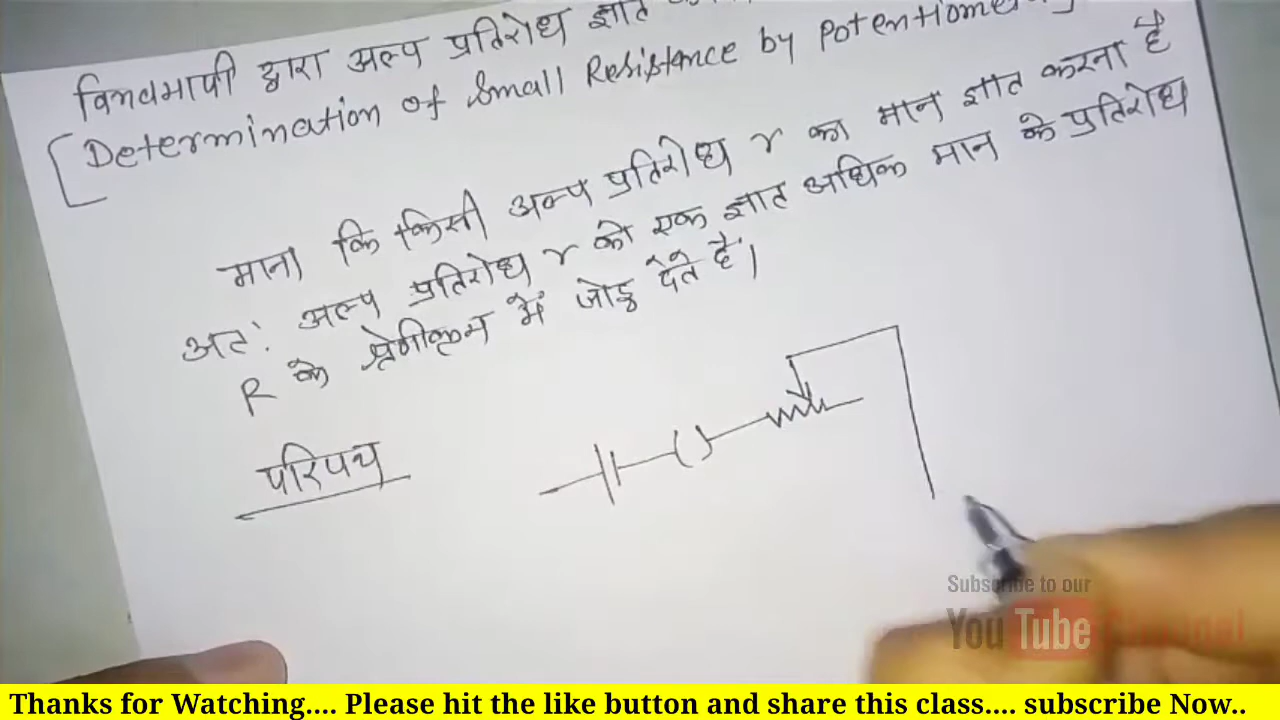 विभवमापी द्वारा अल्प प्रतिरोध ज्ञात
[Determination of Small Resistance by Potentiomet
माना कि किसी अल्प प्रतिरोध r का मान ज्ञात करना है
अतः अल्प प्रतिरोध r को एक ज्ञात अधिक मान के प्रतिरोध
R के श्रेणीक्रम में जोड़ देते हैं।
परिपथ
Subscribe to our
YouTube Channel
Thanks for Watching.... Please hit the like button and share this class.... subscribe Now..